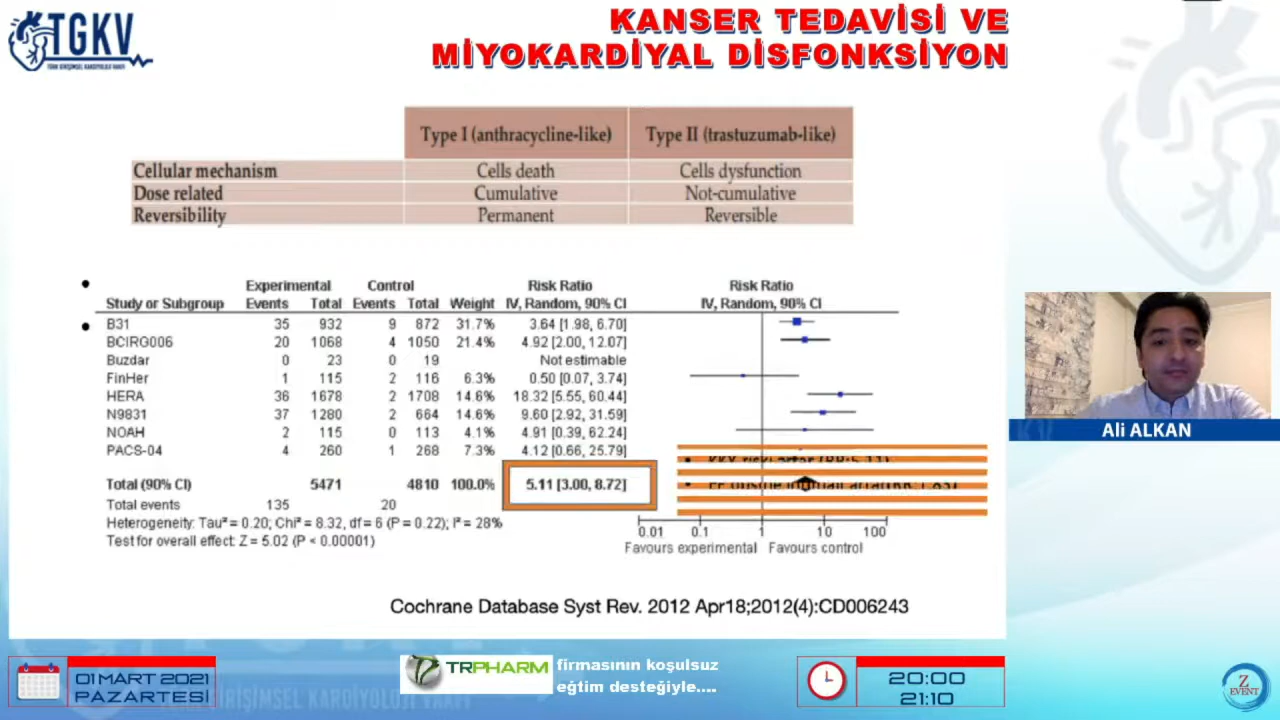 TGKV
TÜRK GİRİŞİMSEL KARDİYOLOJİ VAKFI
KANSER TEDAVİSİ VE
MİYOKARDİYAL DİSFONKSİYON
Type I (anthracycline-like) Type II (trastuzumab-like)
Cellular mechanism Cells death Cells dysfunction
Dose related Cumulative Not-cumulative
Reversibility Permanent Reversible
Experimental Control Risk Ratio Risk Ratio
Study or Subgroup Events Total Events Total Weight IV, Random, 90% CI IV, Random, 90% CI
B31 35 932 9 872 31.7% 3.64 [1.98, 6.70]
BCIRG006 20 1068 4 1050 21.4% 4.92 [2.00, 12.07]
Buzdar 0 23 0 19 Not estimable
FinHer 1 115 2 116 6.3% 0.50 [0.07, 3.74]
HERA 36 1678 2 1708 14.6% 18.32 [5.55, 60.44]
N9831 37 1280 2 664 14.6% 9.60 [2.92, 31.59]
NOAH 2 115 0 113 4.1% 4.91 [0.39, 62.24]
PACS-04 4 260 1 268 7.3% 4.12 [0.66, 25.79]
Total (90% CI) 5471 4810 100.0% 5.11 [3.00, 8.72]
Total events 135 20
Heterogeneity: Tau² = 0.20; Chi² = 8.32, df = 6 (P = 0.22); I² = 28%
Test for overall effect: Z = 5.02 (P < 0.00001)
0.01 0.1 1 10 100
Favours experimental Favours control
Cochrane Database Syst Rev. 2012 Apr18;2012(4):CD006243
Ali ALKAN
01 MART 2021
PAZARTESİ
GİRİŞİMSEL KARDİYOLOJİ VAKFI
TRPHARM firmasının koşulsuz
eğtim desteğiyle....
20:00
21:10
Z
EVENT